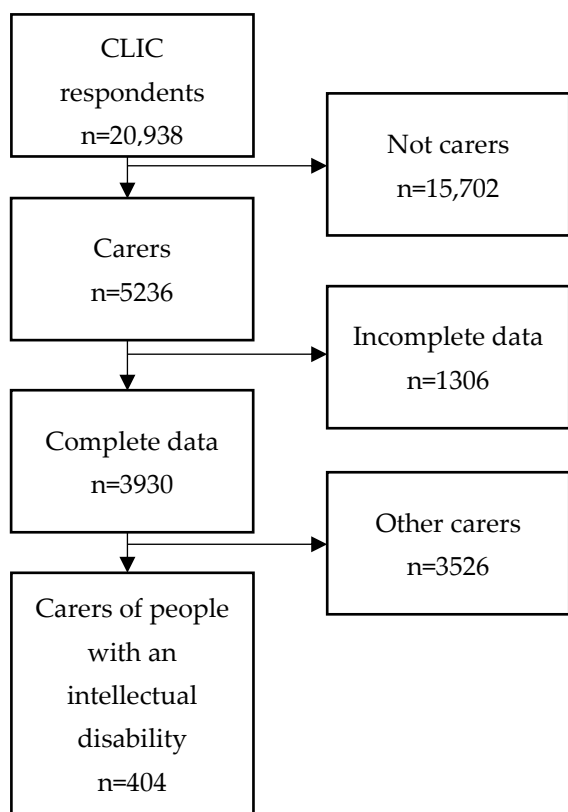 CLIC
respondents
n=20,938
Not carers
n=15,702
Carers
n=5236
Incomplete data
n=1306
Complete data
n=3930
Other carers
n=3526
Carers of people
with an
intellectual
disability
n=404